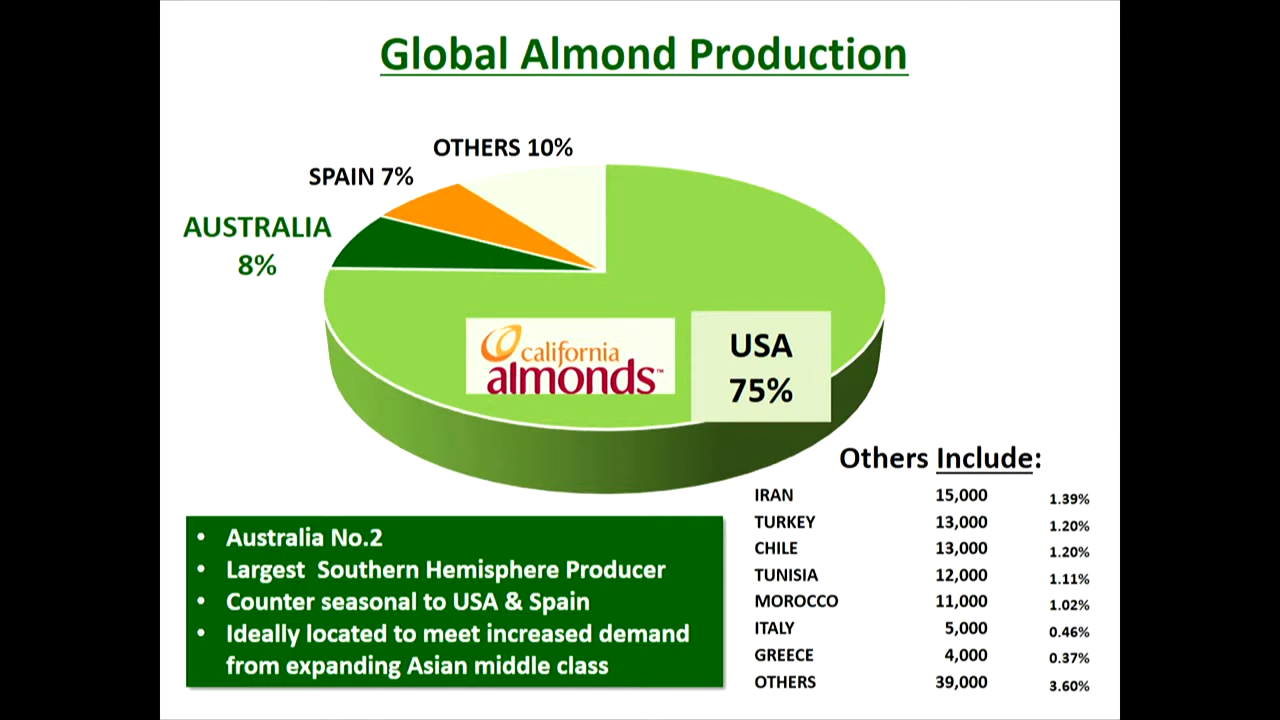 Global Almond Production
OTHERS 10%
SPAIN 7%
AUSTRALIA
8%
california
almonds™
USA
75%
Others Include:
IRAN 15,000 1.39%
TURKEY 13,000 1.20%
CHILE 13,000 1.20%
TUNISIA 12,000 1.11%
MOROCCO 11,000 1.02%
ITALY 5,000 0.46%
GREECE 4,000 0.37%
OTHERS 39,000 3.60%
• Australia No.2
• Largest Southern Hemisphere Producer
• Counter seasonal to USA & Spain
• Ideally located to meet increased demand
from expanding Asian middle class